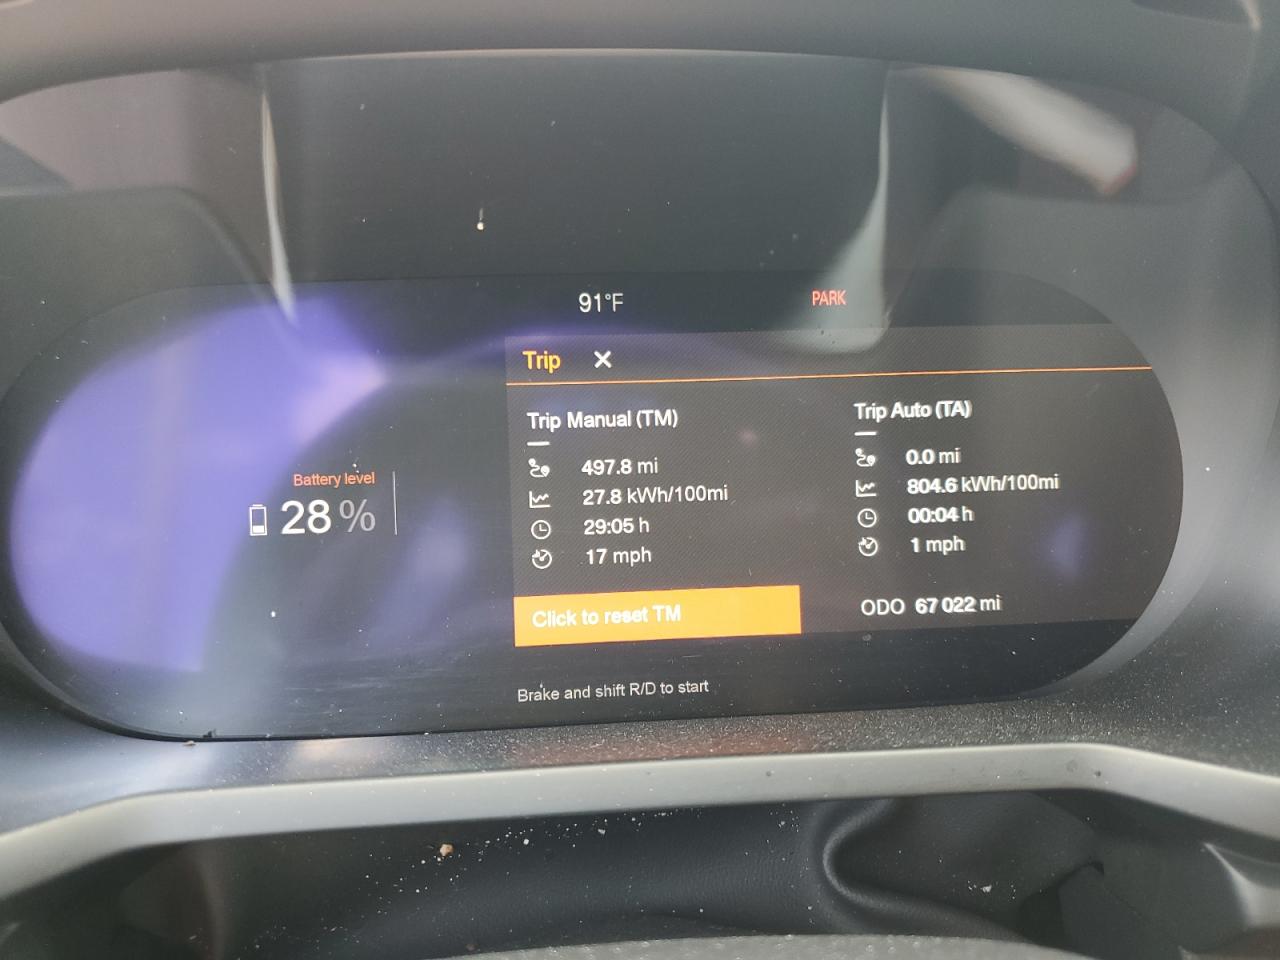 91°F
PARK
Trip ×
Trip Manual (TM)
497.8 mi
27.8 kWh/100mi
29:05 h
17 mph
Click to reset TM
Trip Auto (TA)
0.0 mi
804.6 kWh/100mi
00:04 h
1 mph
ODO 67 022 mi
Battery level
28 %
Brake and shift R/D to start